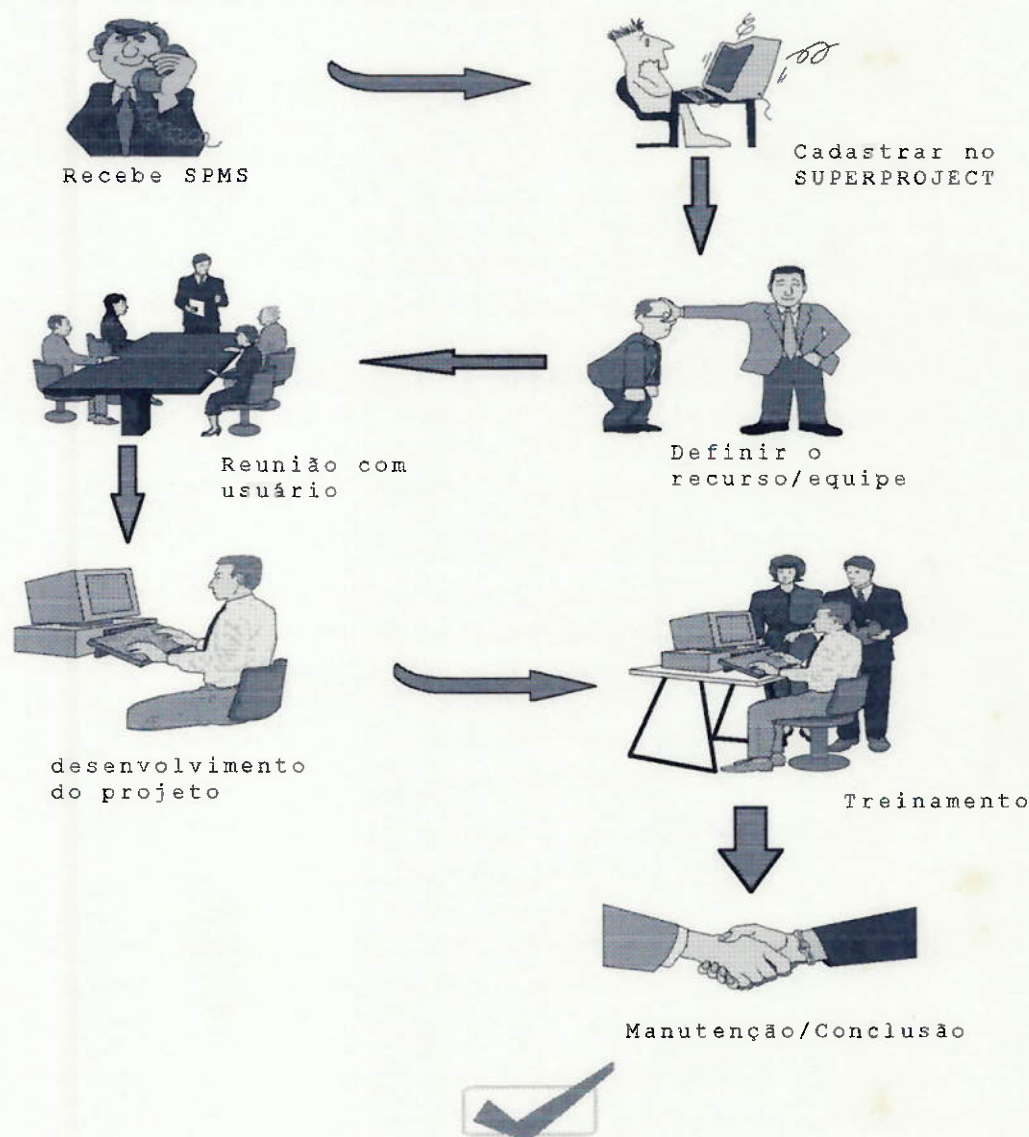 Recebe SPMS
Cadastrar no
SUPERPROJECT
Definir o
recurso/equipe
Reunião com
usuário
desenvolvimento
do projeto
Treinamento
Manutenção/Conclusão